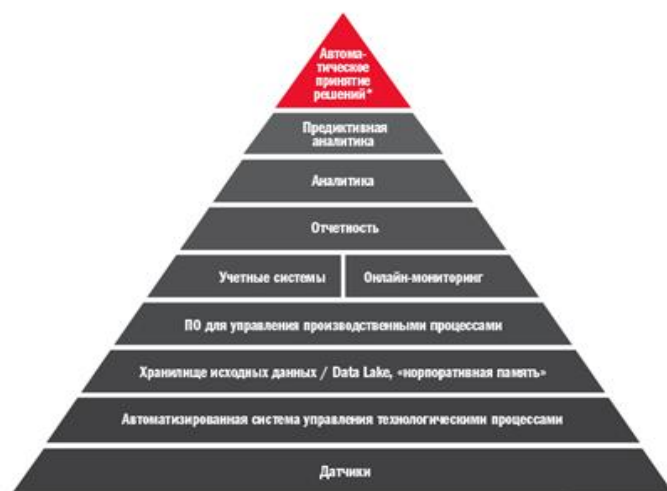 Автома-
тическое
принятие
решений*
Предиктивная
аналитика
Аналитика
Отчетность
Учетные системы
Онлайн-мониторинг
ПО для управления производственными процессами
Хранилище исходных данных / Data Lake, «норпоративная память»
Автоматизированная система управления технологическими процессами
Датчики